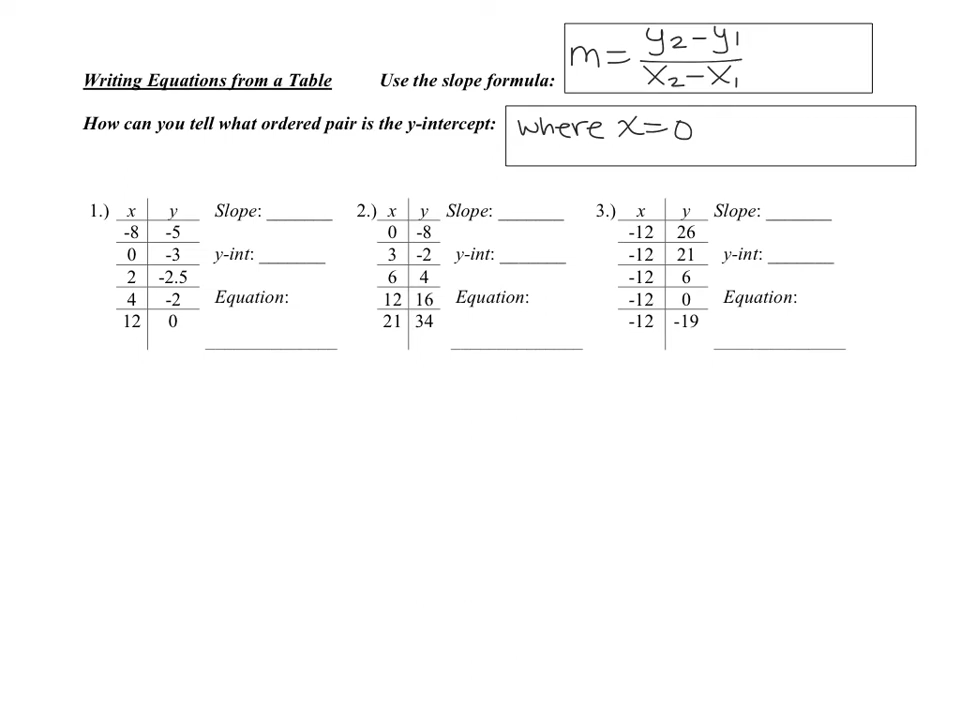 m = y₂ - y₁ / x₂ - x₁
Writing Equations from a Table Use the slope formula:
How can you tell what ordered pair is the y-intercept: where x=0
1.) x y Slope: _______ 2.) x y Slope: _______ 3.) x y Slope: _______
-8 -5 0 -8 -12 26
0 -3 y-int: _______ 3 -2 y-int: _______ -12 21 y-int: _______
2 -2.5 6 4 -12 6
4 -2 Equation: 12 16 Equation: -12 0 Equation:
12 0 21 34 -12 -19